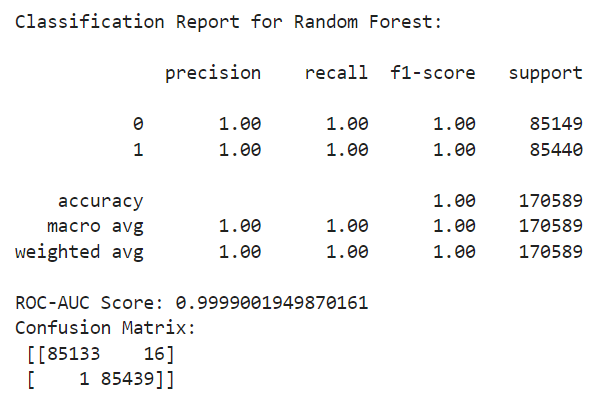 Classification Report for Random Forest:
precision recall f1-score support
0 1.00 1.00 1.00 85149
1 1.00 1.00 1.00 85440
accuracy 1.00 170589
macro avg 1.00 1.00 1.00 170589
weighted avg 1.00 1.00 1.00 170589
ROC-AUC Score: 0.9999001949870161
Confusion Matrix:
[[85133 16]
[ 1 85439]]